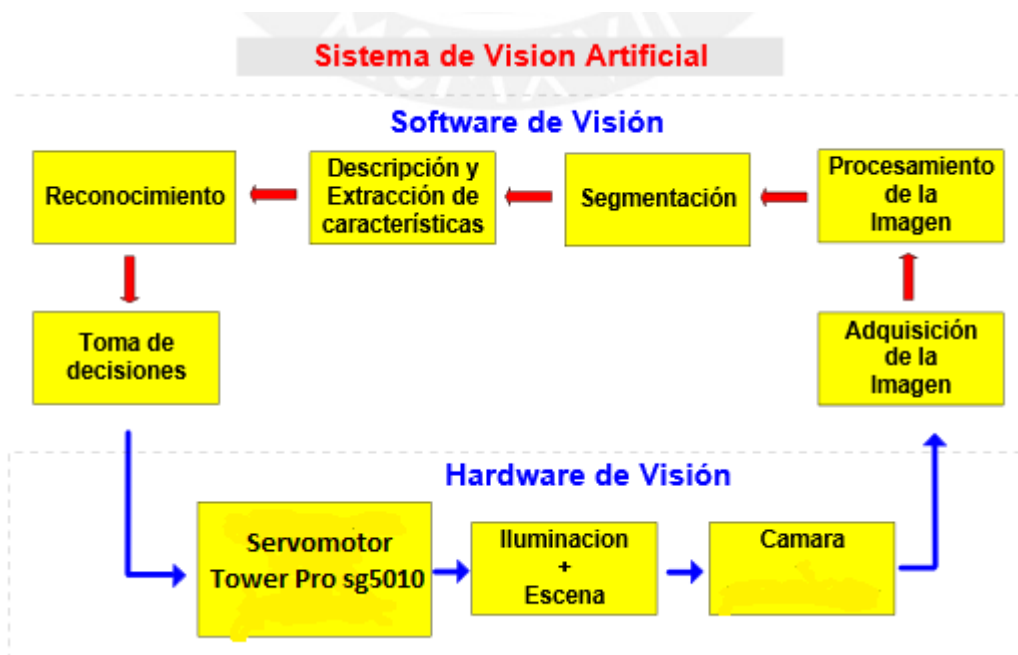 Sistema de Vision Artificial
Software de Visión
Reconocimiento
Descripción y
Extracción de
características
Segmentación
Procesamiento
de la
Imagen
Toma de
decisiones
Adquisición
de la
Imagen
Hardware de Visión
Servomotor
Tower Pro sg5010
Iluminacion
+
Escena
Camara